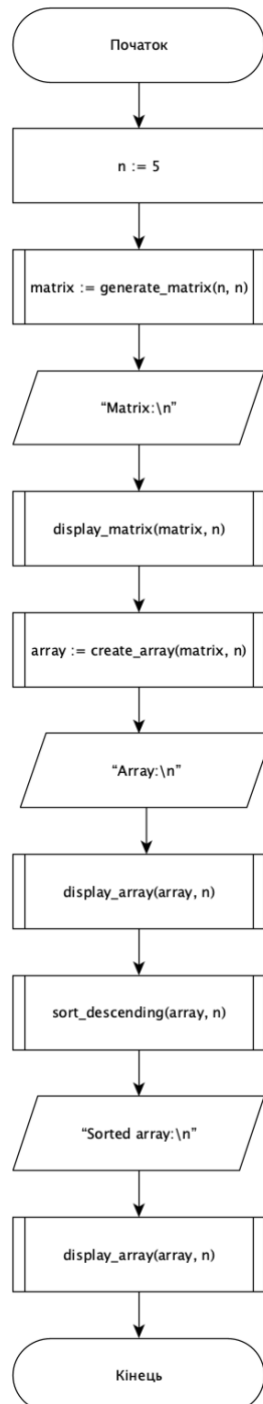 Початок
n := 5
matrix := generate_matrix(n, n)
“Matrix:\n”
display_matrix(matrix, n)
array := create_array(matrix, n)
“Array:\n”
display_array(array, n)
sort_descending(array, n)
“Sorted array:\n”
display_array(array, n)
Кінець